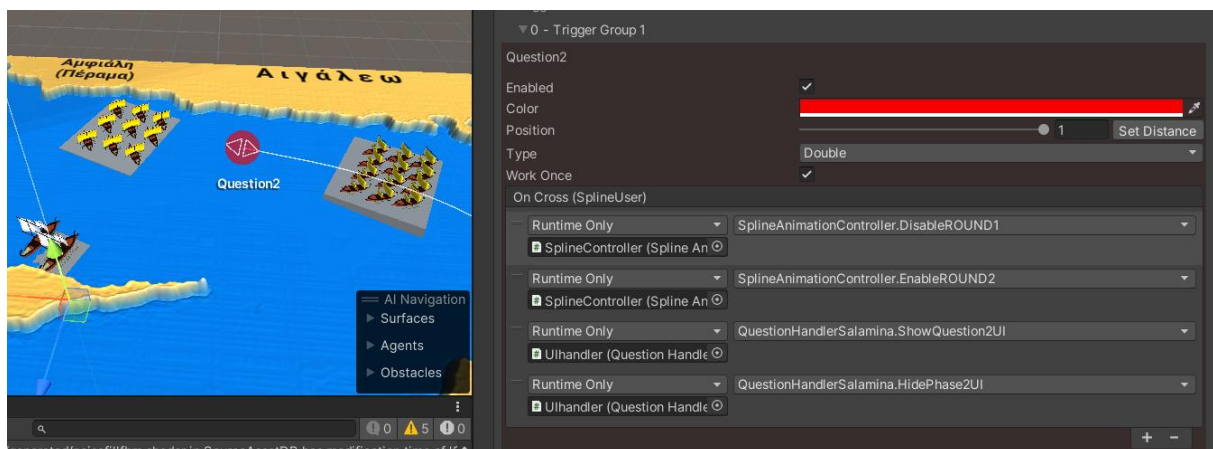 Αμφιάλη
(Πέραμα)
Αιγάλεω
Question2
AI Navigation
Surfaces
Agents
Obstacles
0 5 0
0 - Trigger Group 1
Question2
Enabled
Color
Position 1 Set Distance
Type Double
Work Once
On Cross (SplineUser)
Runtime Only SplineAnimationController.DisableROUND1
SplineController (Spline An
Runtime Only SplineAnimationController.EnableROUND2
SplineController (Spline An
Runtime Only QuestionHandlerSalamina.ShowQuestion2UI
UIhandler (Question Handle
Runtime Only QuestionHandlerSalamina.HidePhase2UI
UIhandler (Question Handle
+ -